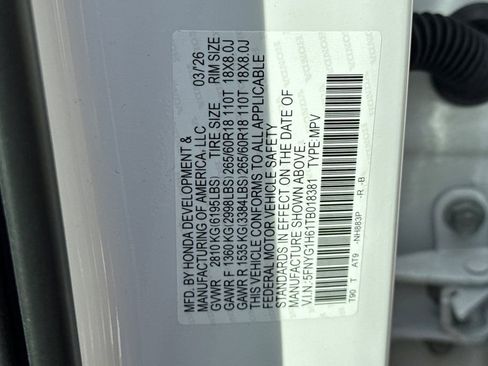 MFD. BY HONDA DEVELOPMENT &
MANUFACTURING OF AMERICA, LLC 03/26
GVWR 2810 KG(6195LBS) TIRE SIZE RIM SIZE
GAWR F 1360 KG(2998LBS)265/60R18 110T 18X8.0J
GAWR R 1535 KG(3384LBS)265/60R18 110T 18X8.0J
THIS VEHICLE CONFORMS TO ALL APPLICABLE
FEDERAL MOTOR VEHICLE SAFETY
STANDARDS IN EFFECT ON THE DATE OF
MANUFACTURE SHOWN ABOVE.
V.I.N.:5FNYG1H61TB018381 TYPE:MPV
T90 T AT9 -NH883P -R -B